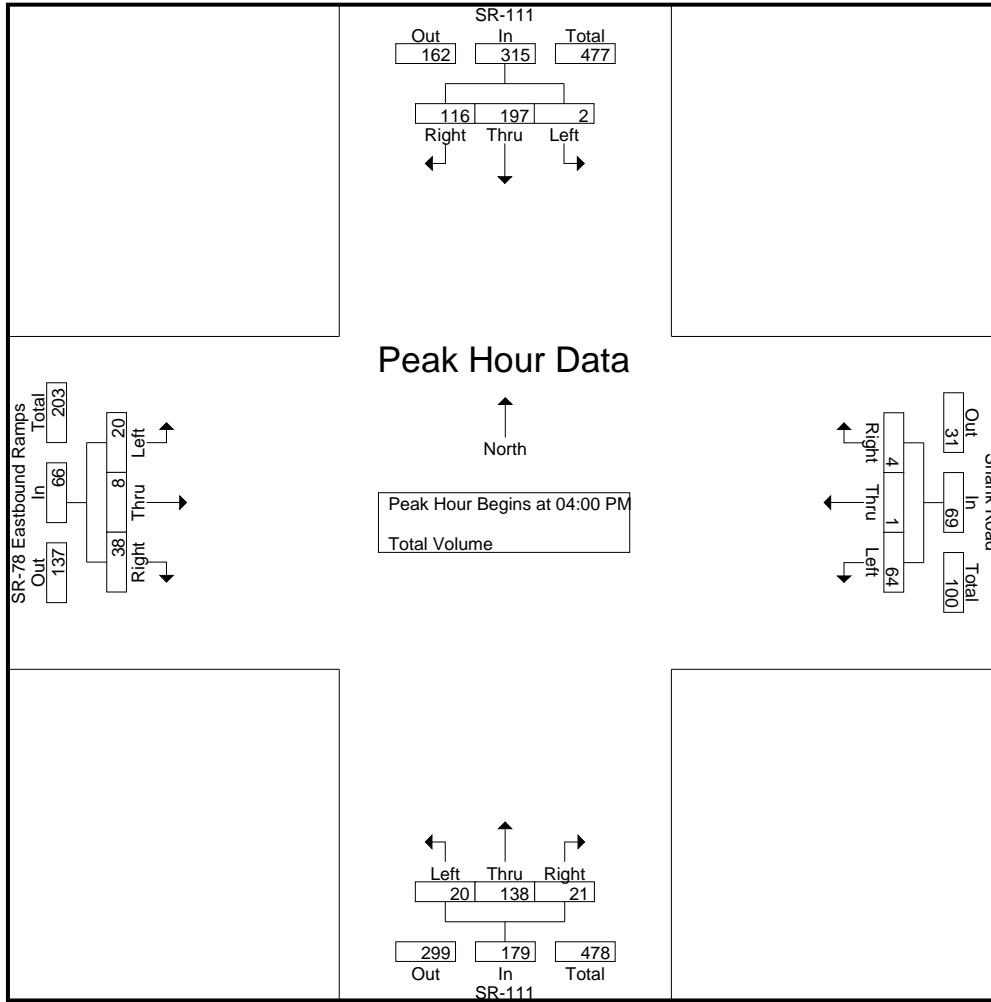 SR-111
Out In Total
162 315 477
116 197 2
Right Thru Left
Peak Hour Data
North
Peak Hour Begins at 04:00 PM
Total Volume
SR-78 Eastbound Ramps
Out In Total
137 66 203
20 8 38
Left Thru Right
Shank Road
Out In Total
31 69 100
Right Thru Left
4 1 64
Left Thru Right
20 138 21
299 179 478
Out In Total
SR-111